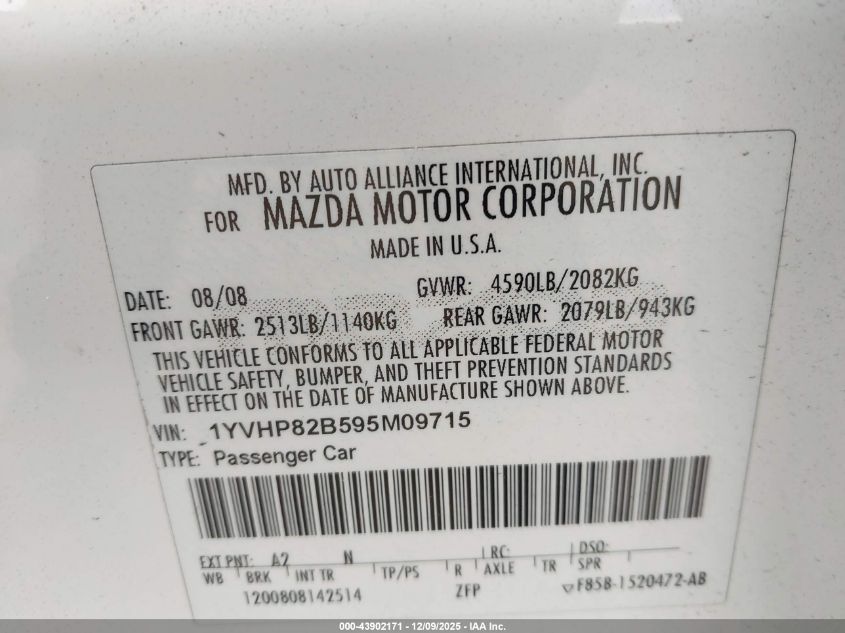 MFD. BY AUTO ALLIANCE INTERNATIONAL, INC.
FOR MAZDA MOTOR CORPORATION
MADE IN U.S.A.
DATE: 08/08 GVWR: 4590LB/2082KG
FRONT GAWR: 2513LB/1140KG REAR GAWR: 2079LB/943KG
THIS VEHICLE CONFORMS TO ALL APPLICABLE FEDERAL MOTOR
VEHICLE SAFETY, BUMPER, AND THEFT PREVENTION STANDARDS
IN EFFECT ON THE DATE OF MANUFACTURE SHOWN ABOVE.
VIN: 1YVHP82B595M09715
TYPE: Passenger Car
EXT PNT: A2 N RC: DSO:
WB BRK INT TR TP/PS R AXLE TR SPR
1200808142514 ZFP F85B-1520472-AB
000-43902171 - 12/09/2025 - IAA Inc.